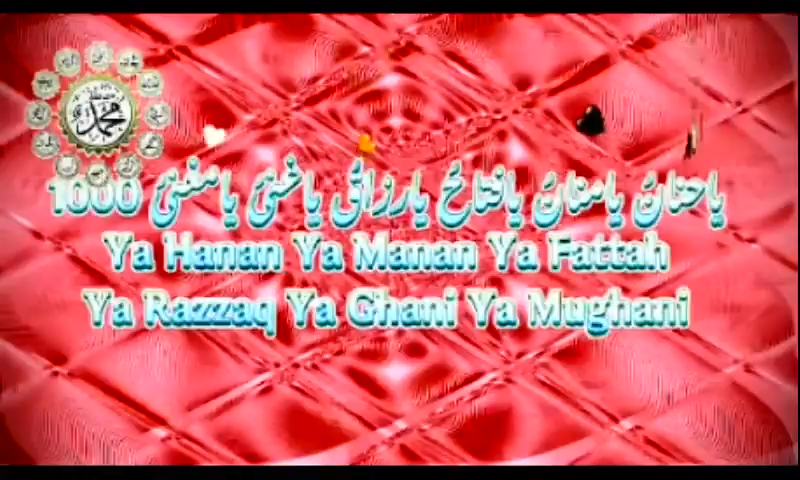 محمد
یاحنان یامنان یافتاح یارزاق یاغنی یامغنی 1000
Ya Hanan Ya Manan Ya Fattah
Ya Razzaq Ya Ghani Ya Mughani